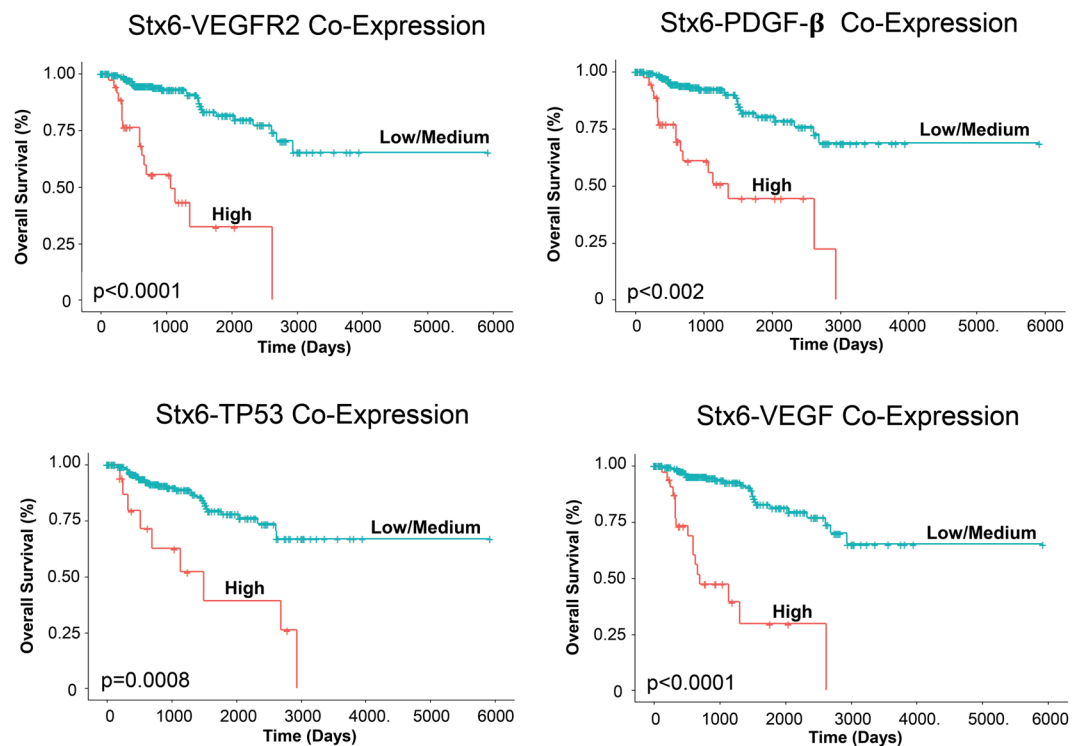 Stx6-VEGFR2 Co-Expression
1.00
0.75
0.50
0.25
0
Overall Survival (%)
Low/Medium
High
p<0.0001
0 1000 2000 3000 4000. 5000. 6000
Time (Days)
Stx6-PDGF-β Co-Expression
1.00
0.75
0.50
0.25
0
Overall Survival (%)
Low/Medium
High
p<0.002
0 1000 2000 3000 4000. 5000. 6000
Time (Days)
Stx6-TP53 Co-Expression
1.00
0.75
0.50
0.25
0
Overall Survival (%)
Low/Medium
High
p=0.0008
0 1000 2000 3000 4000. 5000. 6000
Time (Days)
Stx6-VEGF Co-Expression
1.00
0.75
0.50
0.25
0
Overall Survival (%)
Low/Medium
High
p<0.0001
0 1000 2000 3000 4000. 5000. 6000
Time (Days)